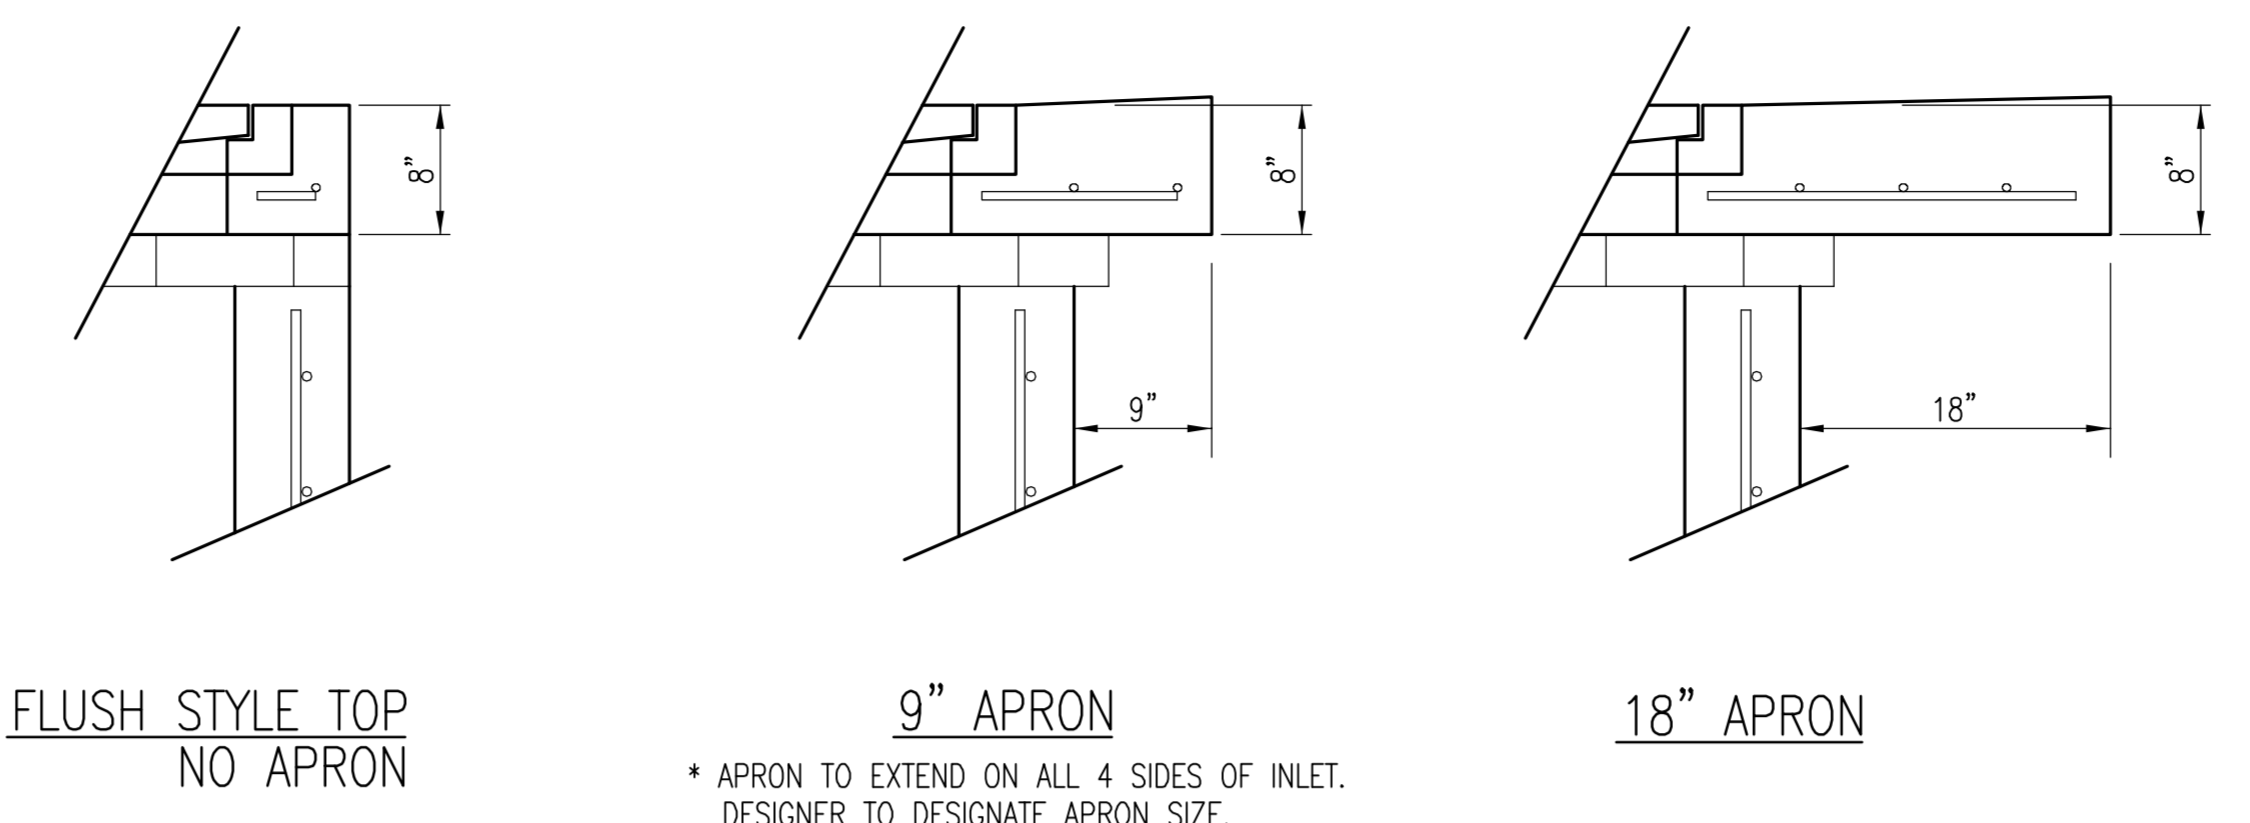 8”
8”
8”
9”
18”
FLUSH STYLE TOP
NO APRON
9” APRON
* APRON TO EXTEND ON ALL 4 SIDES OF INLET.
DESIGNER TO DESIGNATE APRON SIZE.
18” APRON